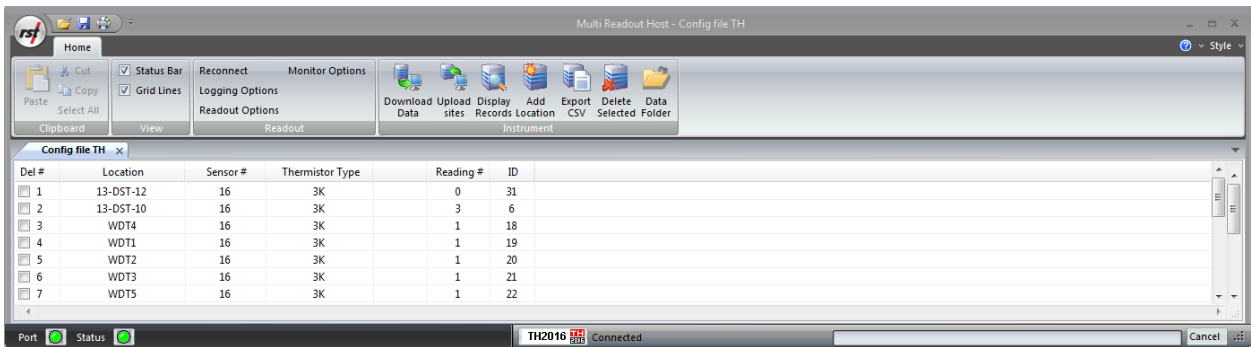 rst
Multi Readout Host - Config file TH
Home
Style
Paste
Cut
Copy
Select All
Clipboard
Status Bar
Grid Lines
View
Reconnect Monitor Options
Logging Options
Readout Options
Readout
Download Data
Upload sites
Display Records
Add Location
Export CSV
Delete Selected
Data Folder
Instrument
Config file TH
Del # Location Sensor # Thermistor Type Reading # ID
1 13-DST-12 16 3K 0 31
2 13-DST-10 16 3K 3 6
3 WDT4 16 3K 1 18
4 WDT1 16 3K 1 19
5 WDT2 16 3K 1 20
6 WDT3 16 3K 1 21
7 WDT5 16 3K 1 22
Port Status TH2016 TH 2016 Connected Cancel